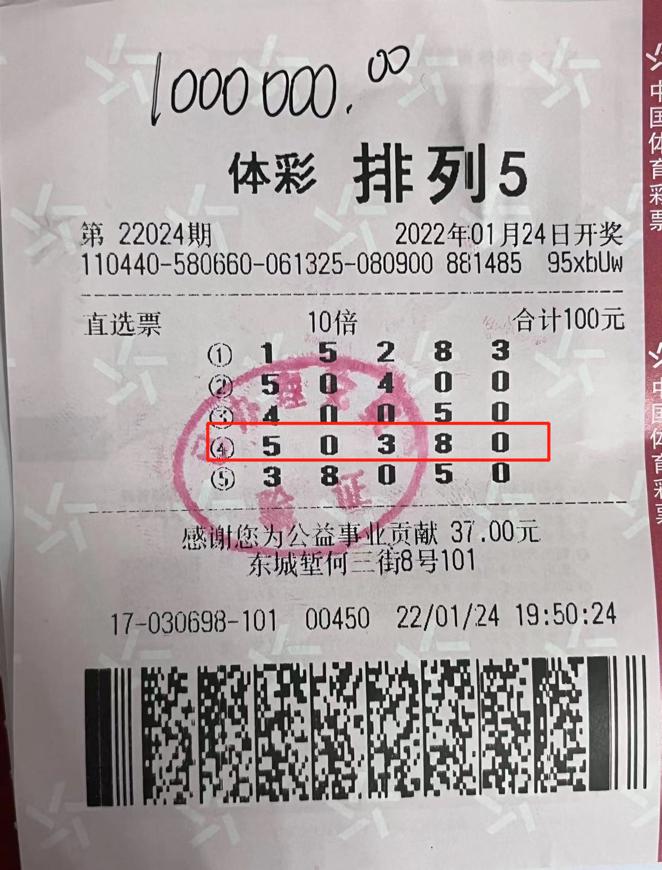 1000000.00
体彩 排列5
第 22024期 2022年01月24日开奖
110440-580660-061325-080900 881485 95xbUw
直选票 10倍 合计100元
① 1 5 2 8 3
② 5 0 4 0 0
③ 4 0 0 5 0
④ 5 0 3 8 0
⑤ 3 8 0 5 0
感谢您为公益事业贡献 37.00元
东城堑何三街8号101
17-030698-101 00450 22/01/24 19:50:24
中国体育彩票
中国体育彩票